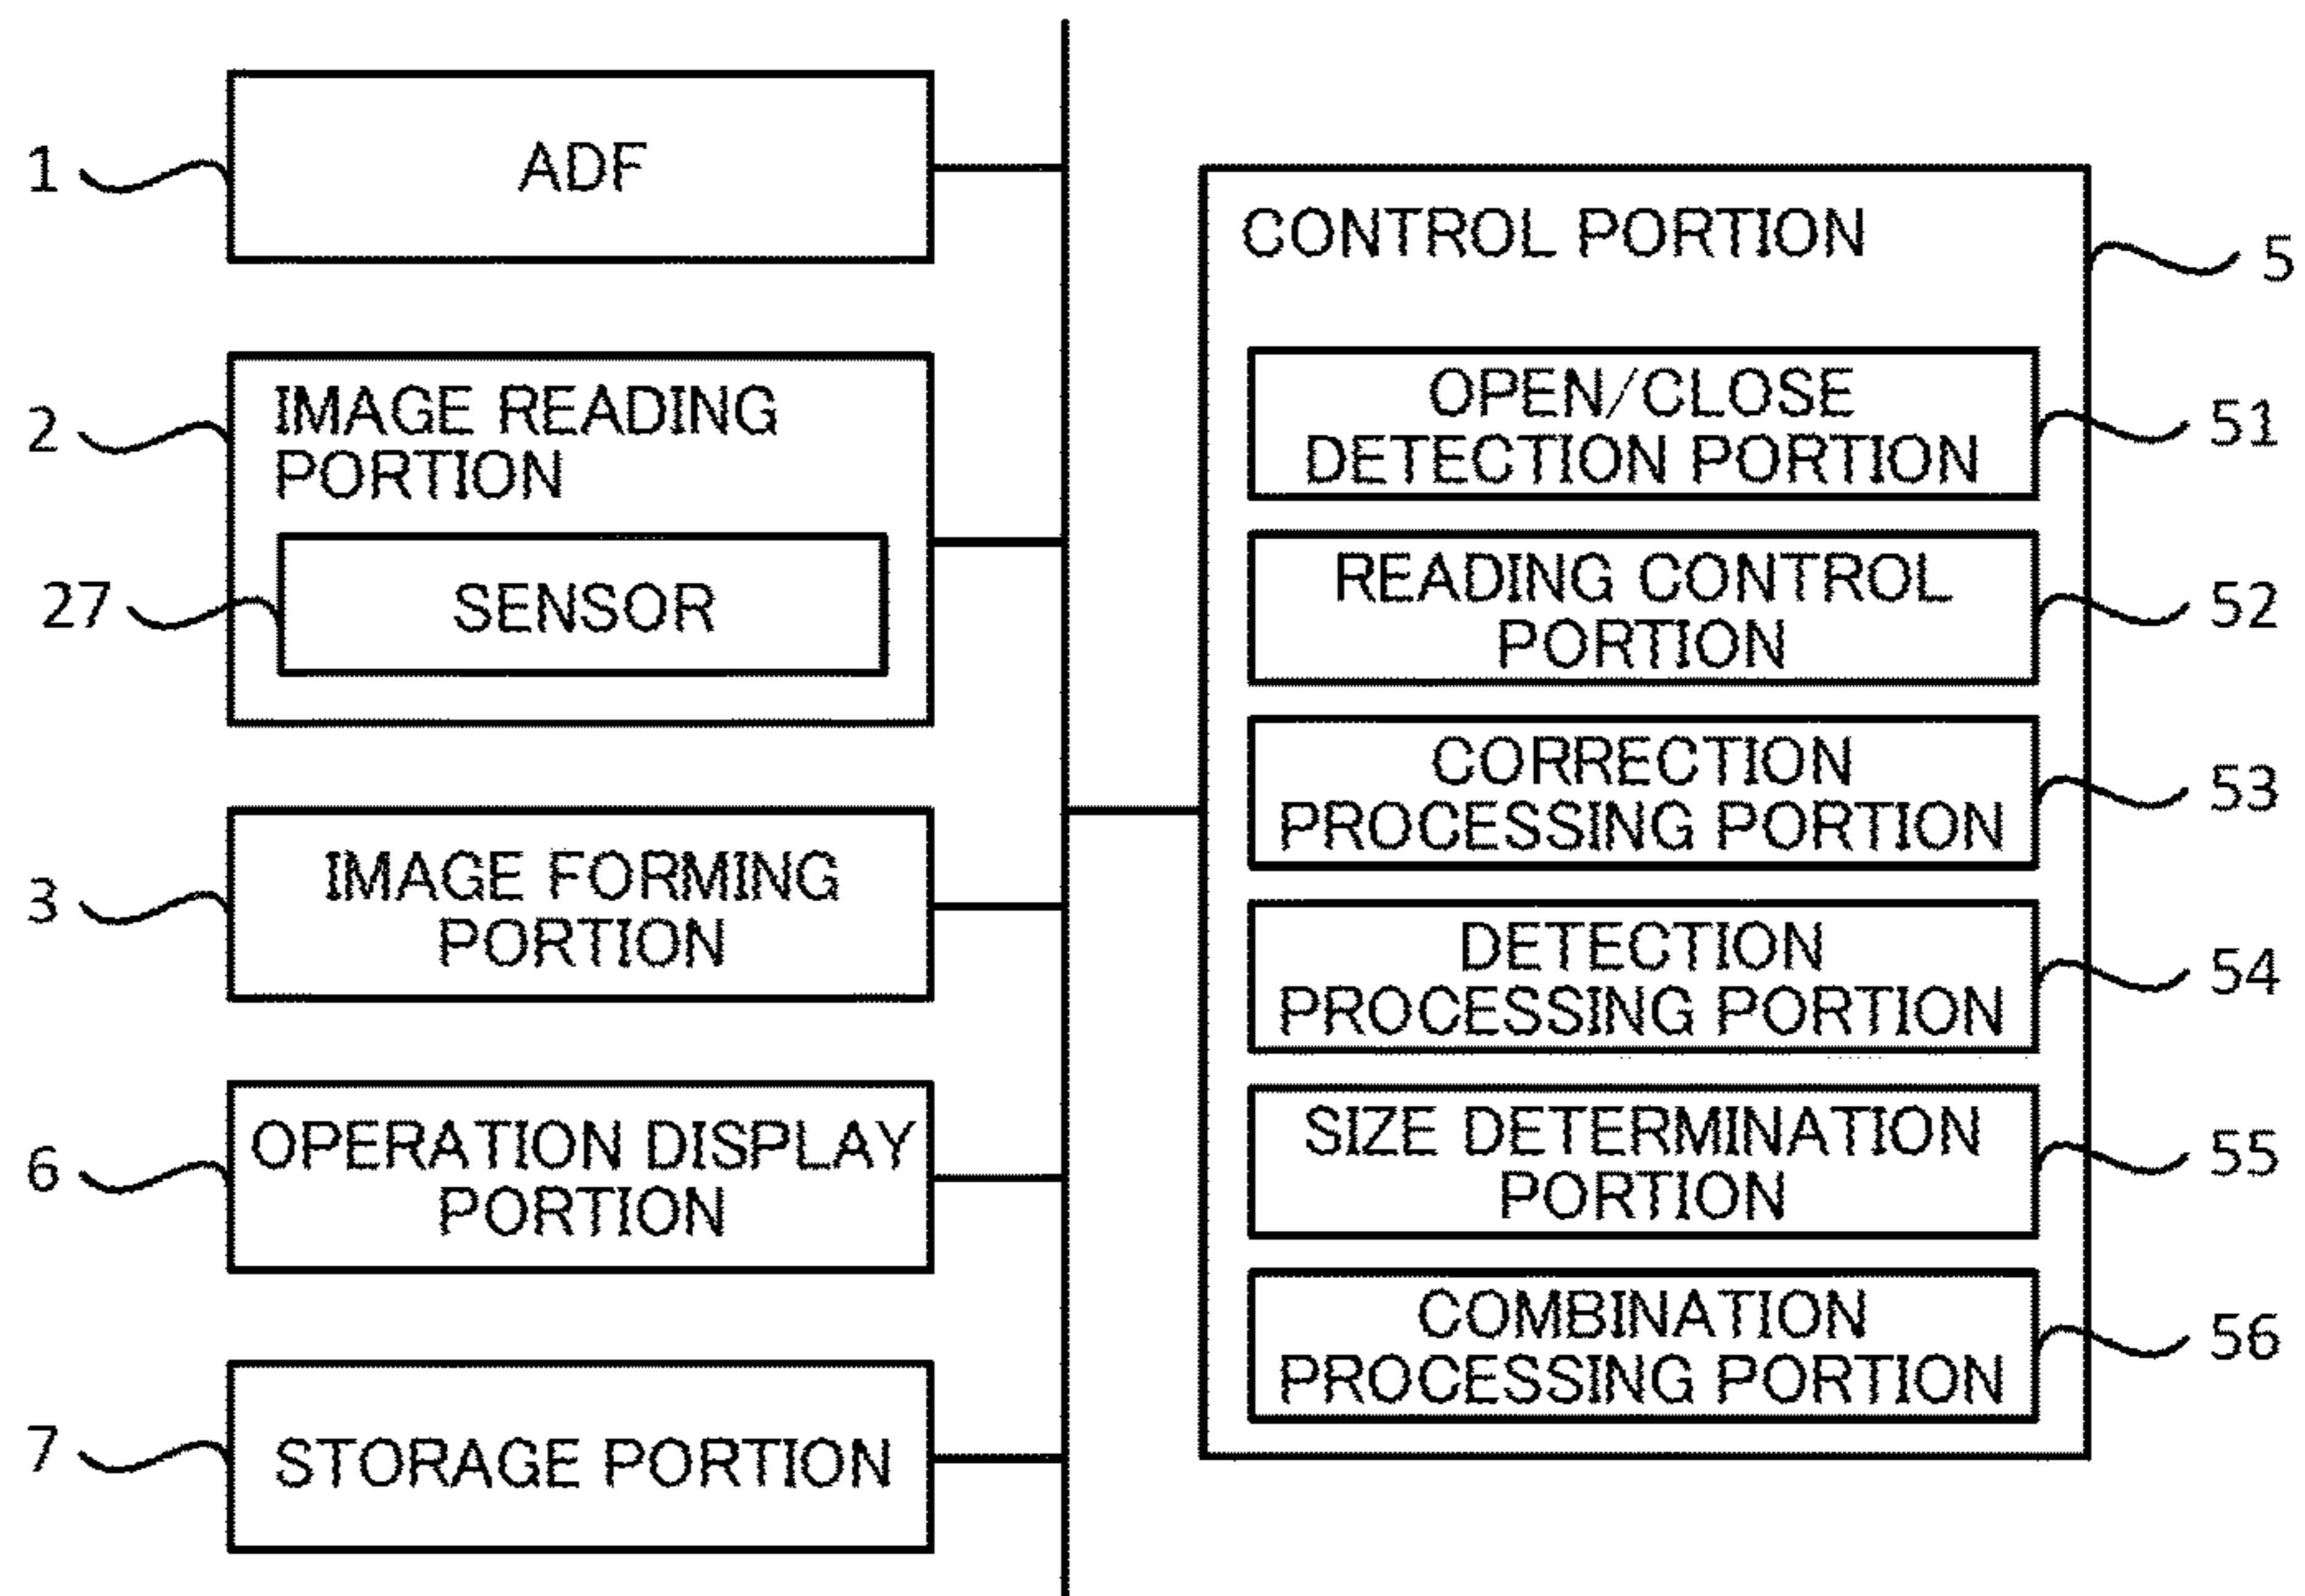 1
ADF
2
IMAGE READING
PORTION
27
SENSOR
3
IMAGE FORMING
PORTION
6
OPERATION DISPLAY
PORTION
7
STORAGE PORTION
CONTROL PORTION
5
OPEN/CLOSE
DETECTION PORTION
51
READING CONTROL
PORTION
52
CORRECTION
PROCESSING PORTION
53
DETECTION
PROCESSING PORTION
54
SIZE DETERMINATION
PORTION
55
COMBINATION
PROCESSING PORTION
56